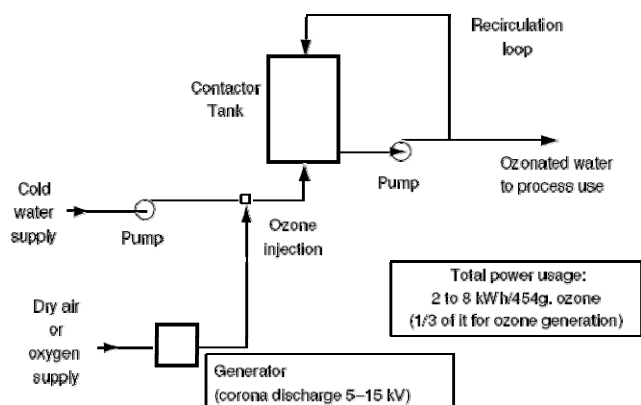 Recirculation
loop
Contactor
Tank
Ozonated water
to process use
Pump
Cold
water
supply
Pump
Ozone
injection
Total power usage:
2 to 8 kWh/454g. ozone
(1/3 of it for ozone generation)
Dry air
or
oxygen
supply
Generator
(corona discharge 5–15 kV)